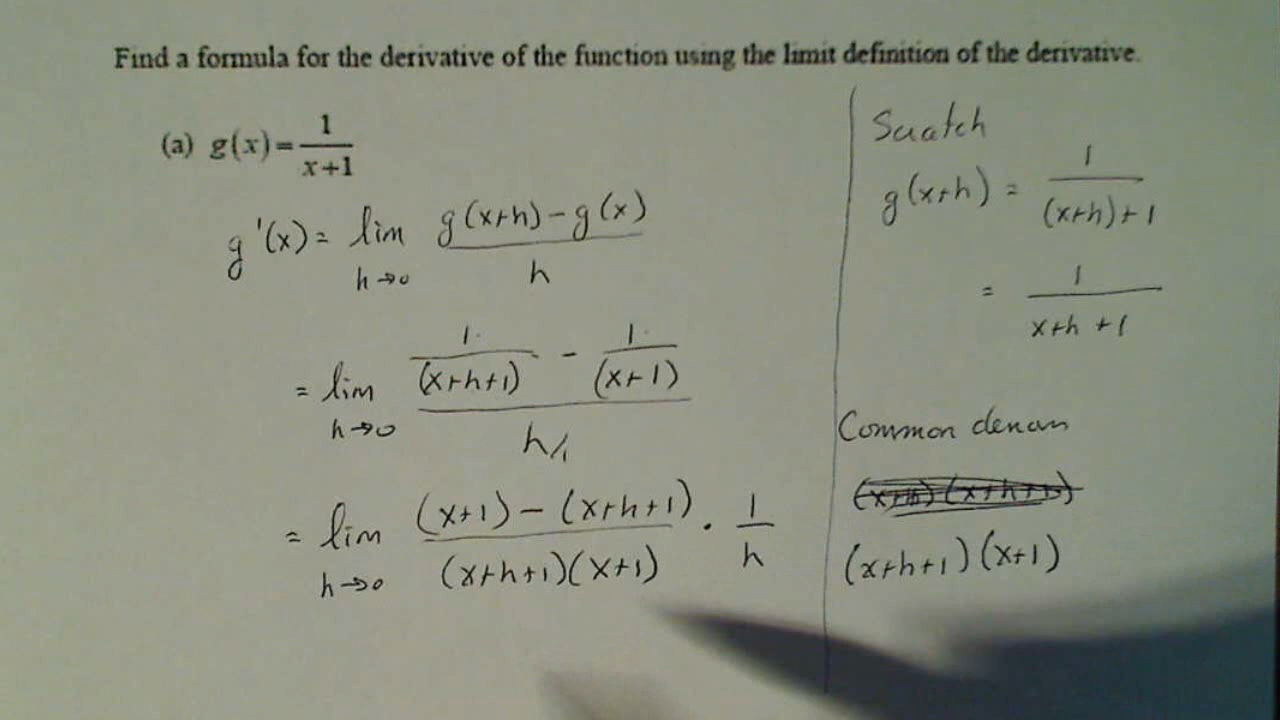 Find a formula for the derivative of the function using the limit definition of the derivative.
(a) g(x) = 1/(x+1)
g'(x) = lim h→0 (g(x+h) - g(x))/h
= lim h→0 (1/(x+h+1) - 1/(x+1))/(h/1)
= lim h→0 ((x+1) - (x+h+1))/((x+h+1)(x+1)) · 1/h
Scratch
g(x+h) = 1/((x+h)+1)
= 1/(x+h+1)
Common denom
(x+h+1)(x+1)